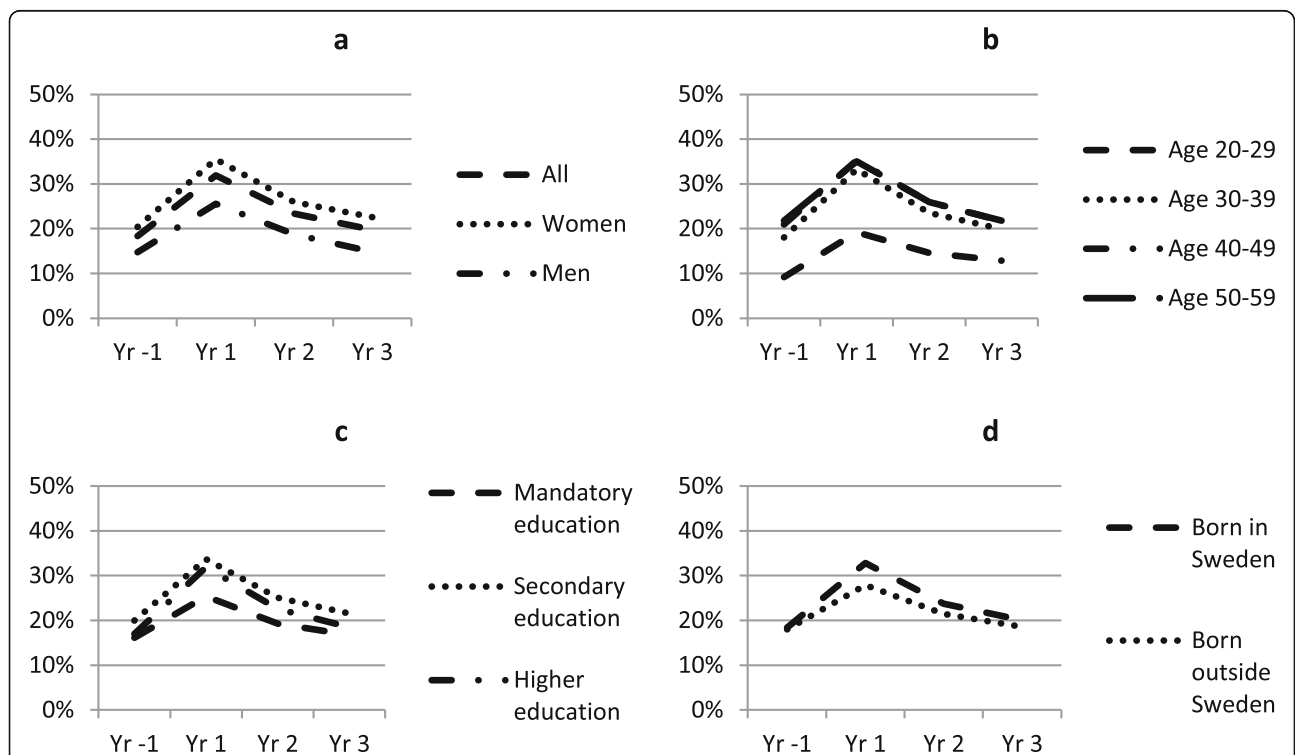 a
50%
40%
30%
20%
10%
0%
Yr -1 Yr 1 Yr 2 Yr 3
All
Women
Men
b
50%
40%
30%
20%
10%
0%
Yr -1 Yr 1 Yr 2 Yr 3
Age 20-29
Age 30-39
Age 40-49
Age 50-59
c
50%
40%
30%
20%
10%
0%
Yr -1 Yr 1 Yr 2 Yr 3
Mandatory
education
Secondary
education
Higher
education
d
50%
40%
30%
20%
10%
0%
Yr -1 Yr 1 Yr 2 Yr 3
Born in
Sweden
Born
outside
Sweden